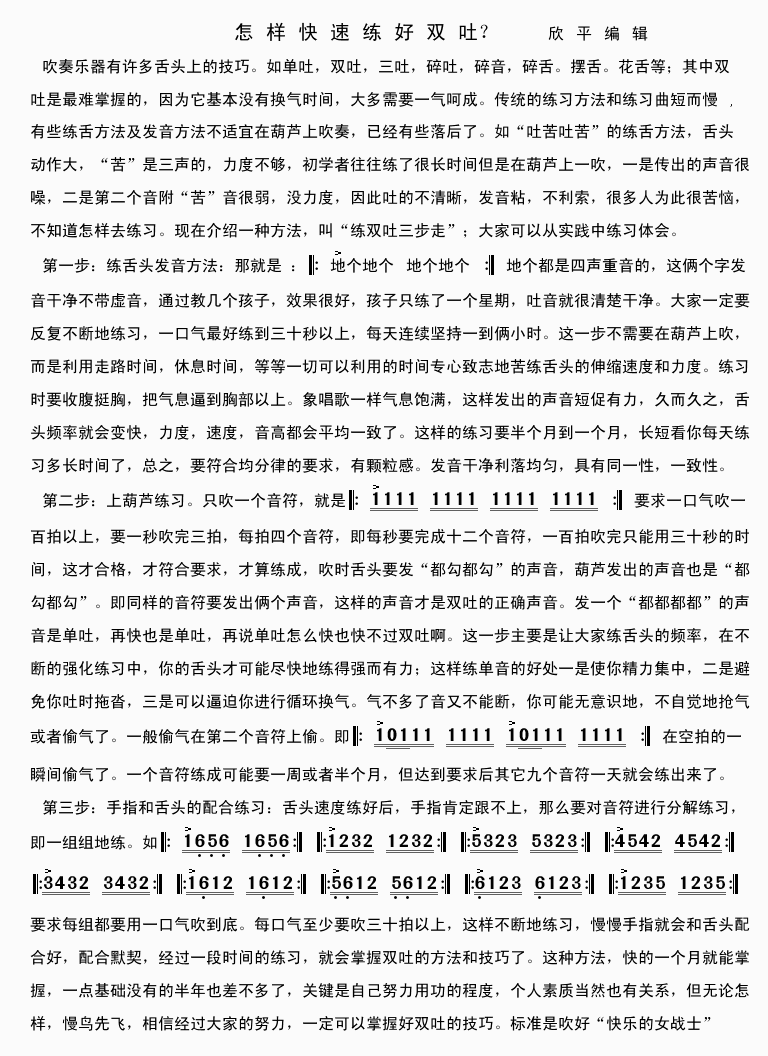 怎样快速练好双吐？ 欣平编辑
吹奏乐器有许多舌头上的技巧。如单吐，双吐，三吐，碎吐，碎音，碎舌。摆舌。花舌等；其中双
吐是最难掌握的，因为它基本没有换气时间，大多需要一气呵成。传统的练习方法和练习曲短而慢，
有些练舌方法及发音方法不适宜在葫芦上吹奏，已经有些落后了。如“吐苦吐苦”的练舌方法，舌头
动作大，“苦”是三声的，力度不够，初学者往往练了很长时间但是在葫芦上一吹，一是传出的声音很
噪，二是第二个音附“苦”音很弱，没力度，因此吐的不清晰，发音粘，不利索，很多人为此很苦恼，
不知道怎样去练习。现在介绍一种方法，叫“练双吐三步走”；大家可以从实践中练习体会。
第一步：练舌头发音方法：那就是：‖: 地个地个 地个地个 :‖ 地个都是四声重音的，这俩个字发
音干净不带虚音，通过教几个孩子，效果很好，孩子只练了一个星期，吐音就很清楚干净。大家一定要
反复不断地练习，一口气最好练到三十秒以上，每天连续坚持一到俩小时。这一步不需要在葫芦上吹，
而是利用走路时间，休息时间，等等一切可以利用的时间专心致志地苦练舌头的伸缩速度和力度。练习
时要收腹挺胸，把气息逼到胸部以上。象唱歌一样气息饱满，这样发出的声音短促有力，久而久之，舌
头频率就会变快，力度，速度，音高都会平均一致了。这样的练习要半个月到一个月，长短看你每天练
习多长时间了，总之，要符合均分律的要求，有颗粒感。发音干净利落均匀，具有同一性，一致性。
第二步：上葫芦练习。只吹一个音符，就是‖: 1111 1111 1111 1111 :‖ 要求一口气吹一
百拍以上，要一秒吹完三拍，每拍四个音符，即每秒要完成十二个音符，一百拍吹完只能用三十秒的时
间，这才合格，才符合要求，才算练成，吹时舌头要发“都勾都勾”的声音，葫芦发出的声音也是“都
勾都勾”。即同样的音符要发出俩个声音，这样的声音才是双吐的正确声音。发一个“都都都都”的声
音是单吐，再快也是单吐，再说单吐怎么快也快不过双吐啊。这一步主要是让大家练舌头的频率，在不
断的强化练习中，你的舌头才可能尽快地练得强而有力；这样练单音的好处一是使你精力集中，二是避
免你吐时拖沓，三是可以逼迫你进行循环换气。气不多了音又不能断，你可能无意识地，不自觉地抢气
或者偷气了。一般偷气在第二个音符上偷。即‖: 10111 1111 10111 1111 :‖ 在空拍的一
瞬间偷气了。一个音符练成可能要一周或者半个月，但达到要求后其它九个音符一天就会练出来了。
第三步：手指和舌头的配合练习：舌头速度练好后，手指肯定跟不上，那么要对音符进行分解练习，
即一组组地练。如‖: 1656 1656 :‖ ‖: 1232 1232 :‖ ‖: 5323 5323 :‖ ‖: 4542 4542 :‖
‖: 3432 3432 :‖ ‖: 1612 1612 :‖ ‖: 5612 5612 :‖ ‖: 6123 6123 :‖ ‖: 1235 1235 :‖
要求每组都要用一口气吹到底。每口气至少要吹三十拍以上，这样不断地练习，慢慢手指就会和舌头配
合好，配合默契，经过一段时间的练习，就会掌握双吐的方法和技巧了。这种方法，快的一个月就能掌
握，一点基础没有的半年也差不多了，关键是自己努力用功的程度，个人素质当然也有关系，但无论怎
样，慢鸟先飞，相信经过大家的努力，一定可以掌握好双吐的技巧。标准是吹好“快乐的女战士”